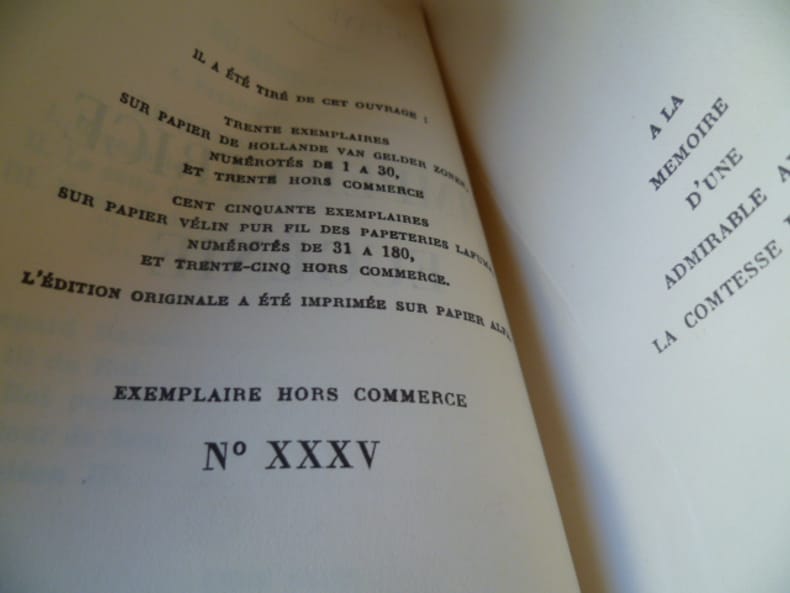 IL A ÉTÉ TIRÉ DE CET OUVRAGE :
TRENTE EXEMPLAIRES
SUR PAPIER DE HOLLANDE VAN GELDER ZONEN,
NUMÉROTÉS DE 1 A 30,
ET TRENTE HORS COMMERCE
CENT CINQUANTE EXEMPLAIRES
SUR PAPIER VÉLIN PUR FIL DES PAPETERIES LAFUMA
NUMÉROTÉS DE 31 A 180,
ET TRENTE-CINQ HORS COMMERCE.
L'ÉDITION ORIGINALE A ÉTÉ IMPRIMÉE SUR PAPIER ALFA
EXEMPLAIRE HORS COMMERCE
Nº XXXV
A LA
MEMOIRE
D'UNE
ADMIRABLE
LA COMTESSE